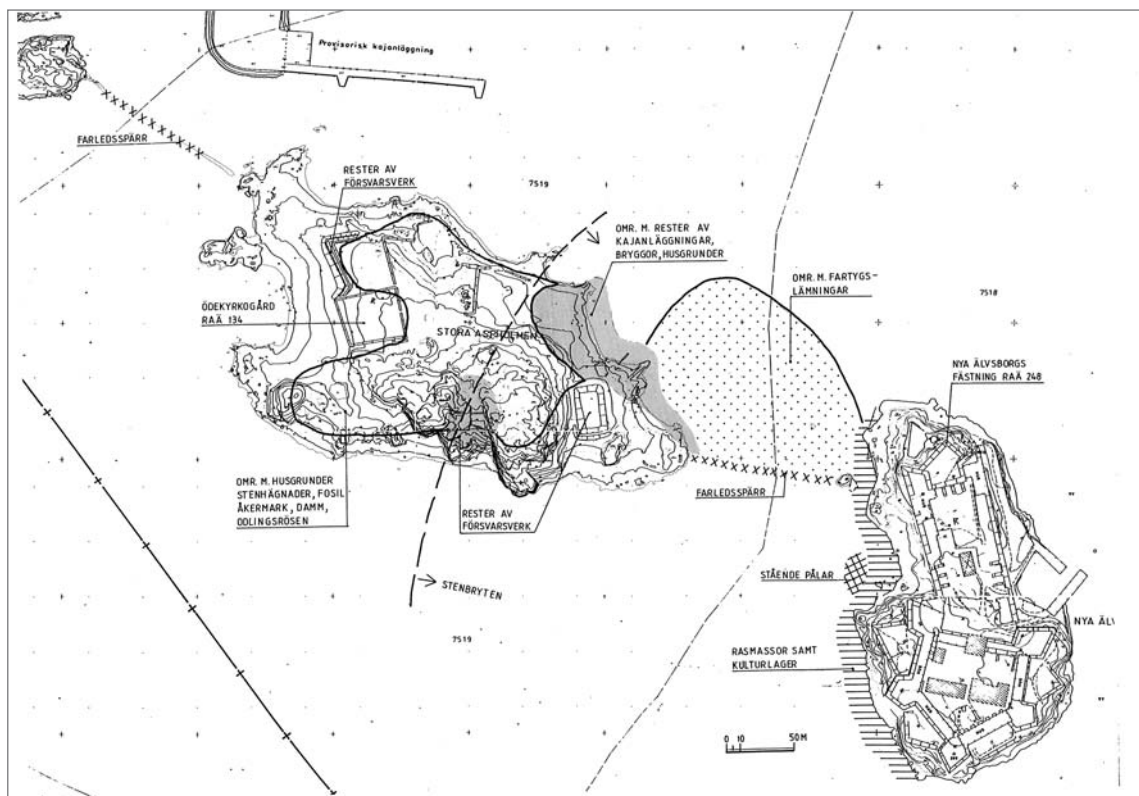 Provisorisk kajanläggning
FARLEDSSPÄRR
RESTER AV
FÖRSVARSVERK
7519
OMR. M. RESTER AV
KAJANLÄGGNINGAR,
BRYGGOR, HUSGRUNDER
OMR. M. FARTYGS-
LÄMNINGAR
7518
ÖDEKYRKOGÅRD
RAÄ 134
STORA ASPHOLMEN
NYA ÄLVSBORGS
FÄSTNING RAÄ 248
OMR. M. HUSGRUNDER
STENHÄGNADER, FOSIL
ÅKERMARK, DAMM,
ODLINGSRÖSEN
RESTER AV
FÖRSVARSVERK
FARLEDSSPÄRR
STENBRYTEN
STÅENDE PÅLAR
NYA ÄLV
7519
RASMASSOR SAMT
KULTURLAGER
0 10 50 M